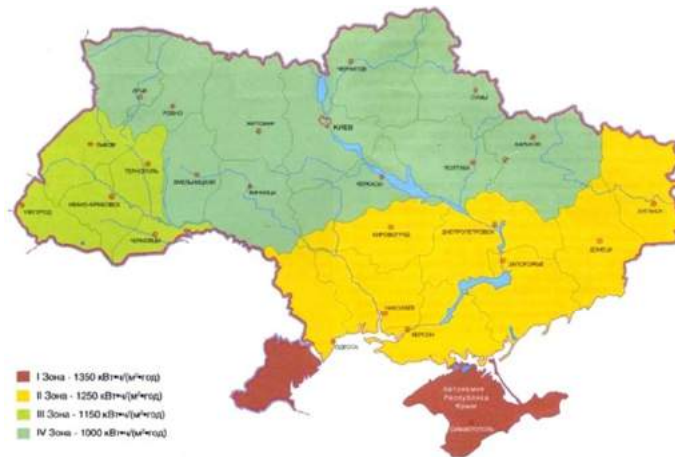 ЧЕРНИГОВ
ЛУЦК
РОВНО
СУМЫ
ЖИТОМИР
КИЕВ
ХАРЬКОВ
ЛЬВОВ
ТЕРНОПОЛЬ
ХМЕЛЬНИЦКИЙ
ВИННИЦА
ЧЕРКАССЫ
ПОЛТАВА
УЖГОРОД
ИВАНО-ФРАНКОВСК
ЧЕРНОВЦЫ
КИРОВОГРАД
ДНЕПРОПЕТРОВСК
ЛУГАНСК
ДОНЕЦК
ЗАПОРОЖЬЕ
НИКОЛАЕВ
ХЕРСОН
ОДЕССА
I Зона - 1350 кВт•ч/(м²•год)
II Зона - 1250 кВт•ч/(м²•год)
III Зона - 1150 кВт•ч/(м²•год)
IV Зона - 1000 кВт•ч/(м²•год)
Автономная
Республика
Крым
СИМФЕРОПОЛЬ